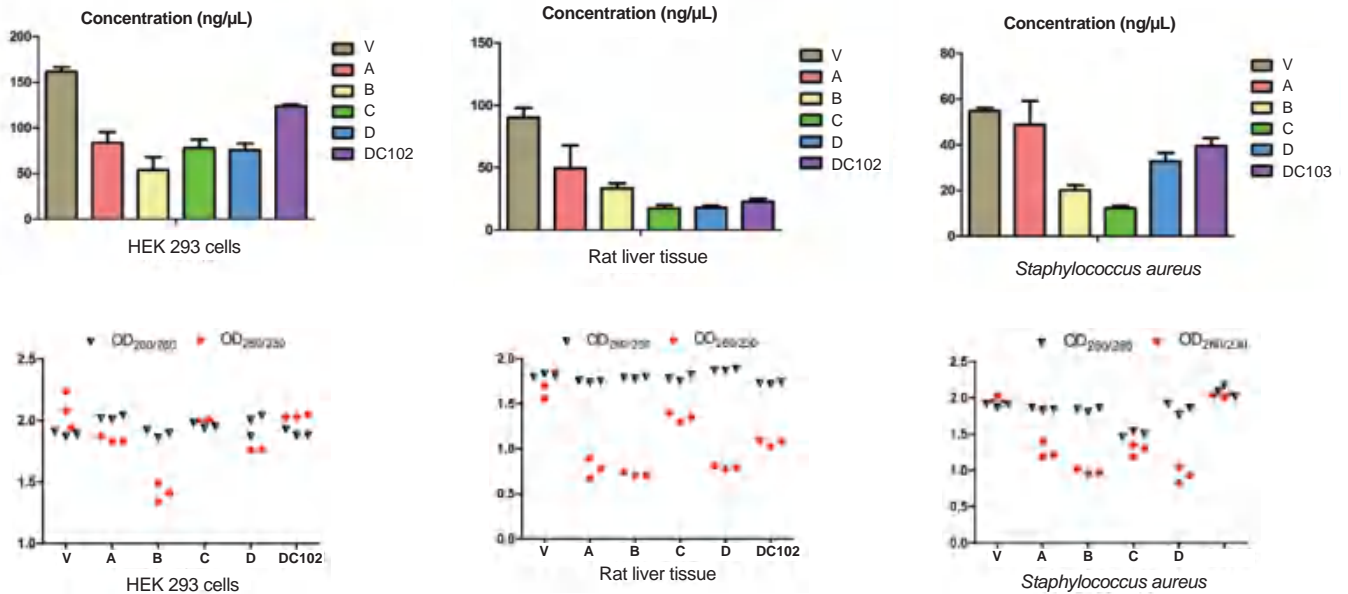 Concentration (ng/µL)
200
150
100
50
0
V
A
B
C
D
DC102
HEK 293 cells
Concentration (ng/µL)
150
100
50
0
V
A
B
C
D
DC102
Rat liver tissue
Concentration (ng/µL)
80
60
40
20
0
V
A
B
C
D
DC103
Staphylococcus aureus
2.5
2.0
1.5
1.0
V A B C D DC102
HEK 293 cells
2.0
1.5
1.0
0.5
0.0
V A B C D DC102
Rat liver tissue
2.5
2.0
1.5
1.0
0.5
0.0
V A B C D
Staphylococcus aureus